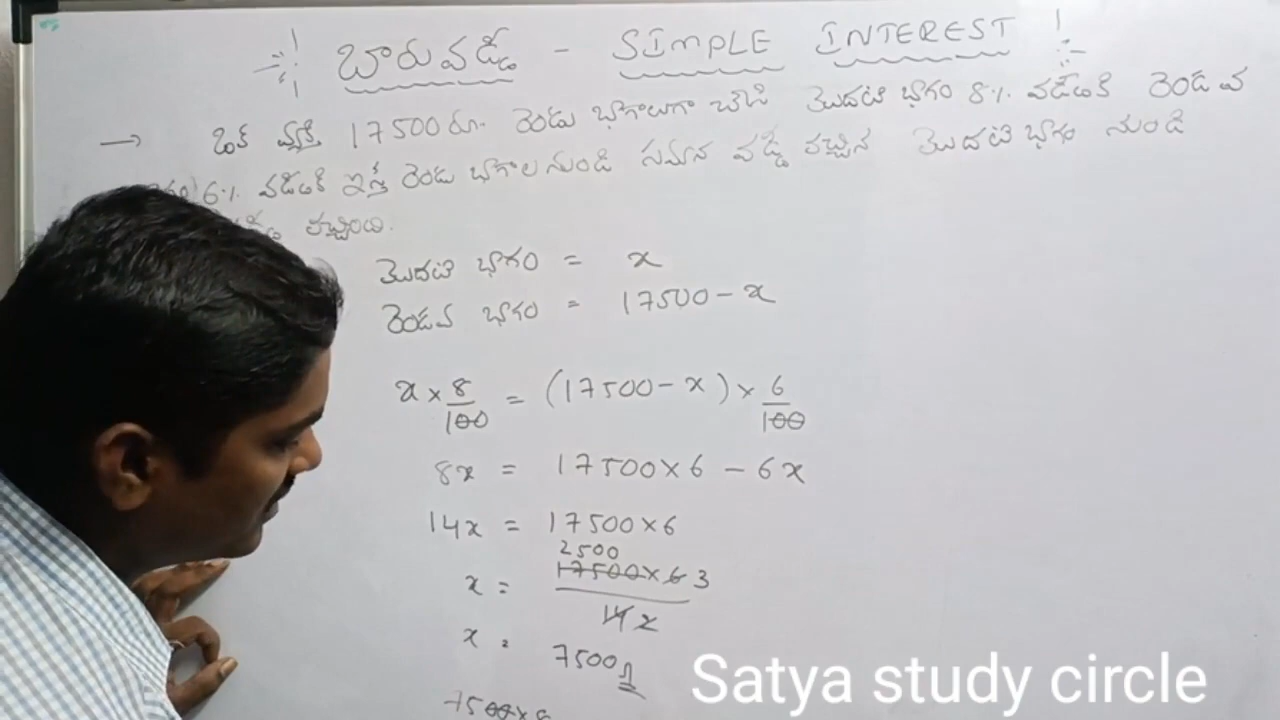 బారువడ్డీ - SIMPLE INTEREST
→ ఒక వ్యక్తి 17500 రూ. రెండు భాగాలుగా చేసి మొదటి భాగం 8% వడ్డీకి రెండవ
6% వడ్డీకి ఇస్తే రెండు భాగాల నుండి సమాన వడ్డీ వచ్చిన మొదటి భాగం నుండి
వచ్చింది.
మొదటి భాగం = x
రెండవ భాగం = 17500 - x
x × 8/100 = (17500 - x) × 6/100
8x = 17500 × 6 - 6x
14x = 17500 × 6
2500
x = 17500 × 6 3
14 2
x = 7500
Satya study circle